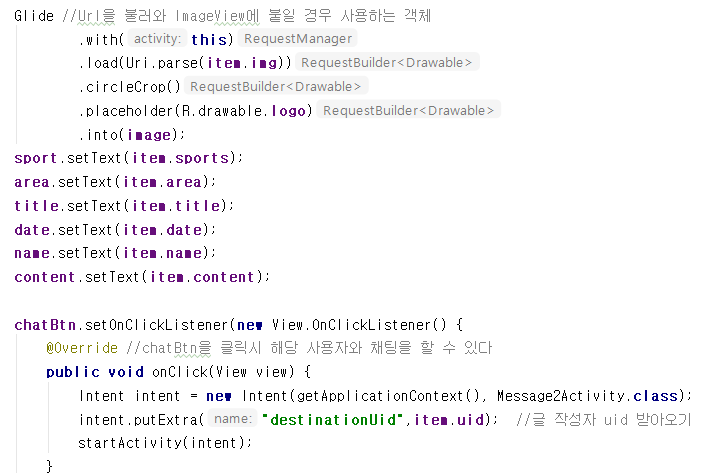 Glide //Url을 불러와 ImageView에 붙일 경우 사용하는 객체
.with( activity: this) RequestManager
.load(Uri.parse(item.img)) RequestBuilder<Drawable>
.circleCrop() RequestBuilder<Drawable>
.placeholder(R.drawable.logo) RequestBuilder<Drawable>
.into(image);
sport.setText(item.sports);
area.setText(item.area);
title.setText(item.title);
date.setText(item.date);
name.setText(item.name);
content.setText(item.content);
chatBtn.setOnClickListener(new View.OnClickListener() {
@Override //chatBtn을 클릭시 해당 사용자와 채팅을 할 수 있다
public void onClick(View view) {
Intent intent = new Intent(getApplicationContext(), Message2Activity.class);
intent.putExtra( name: "destinationUid",item.uid); //글 작성자 uid 받아오기
startActivity(intent);
}